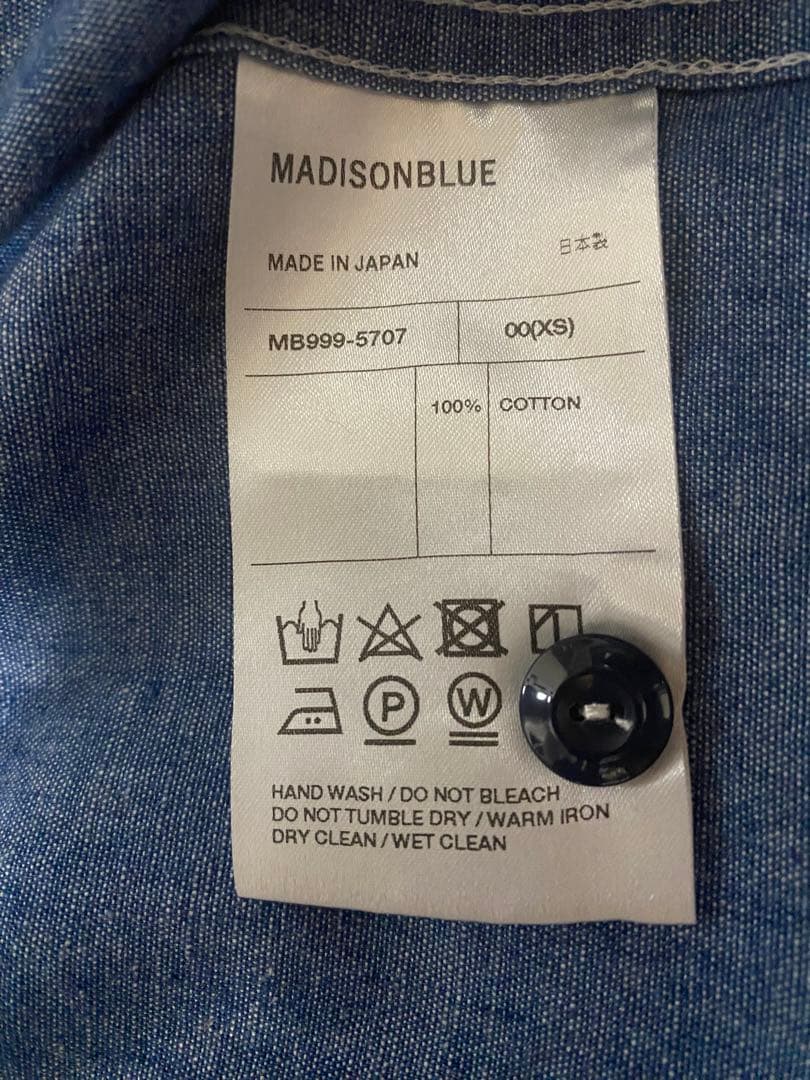 MADISONBLUE
MADE IN JAPAN 日本製
MB999-5707 00(XS)
100% COTTON
P W
HAND WASH / DO NOT BLEACH
DO NOT TUMBLE DRY / WARM IRON
DRY CLEAN / WET CLEAN